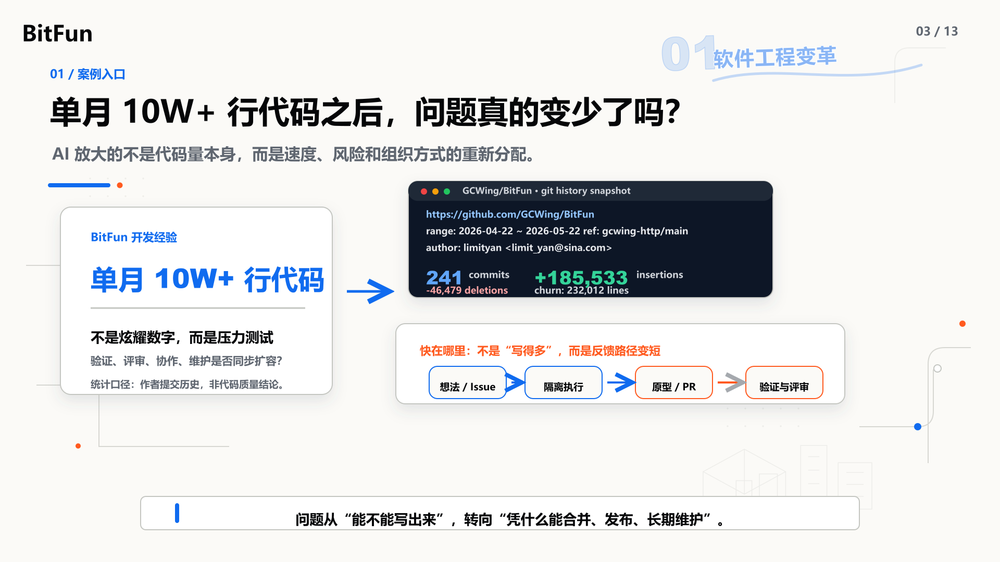 BitFun
03 / 13
01 软件工程变革
01 / 案例入口
单月 10W+ 行代码之后，问题真的变少了吗？
AI 放大的不是代码量本身，而是速度、风险和组织方式的重新分配。
BitFun 开发经验
单月 10W+ 行代码
不是炫耀数字，而是压力测试
验证、评审、协作、维护是否同步扩容？
统计口径：作者提交历史，非代码质量结论。
GCWing/BitFun • git history snapshot
https://github.com/GCWing/BitFun
range: 2026-04-22 ~ 2026-05-22 ref: gcwing-http/main
author: limityan <limit_yan@sina.com>
241 commits +185,533 insertions
-46,479 deletions churn: 232,012 lines
快在哪里：不是“写得多”，而是反馈路径变短
想法 / Issue 隔离执行 原型 / PR 验证与评审
问题从“能不能写出来”，转向“凭什么能合并、发布、长期维护”。